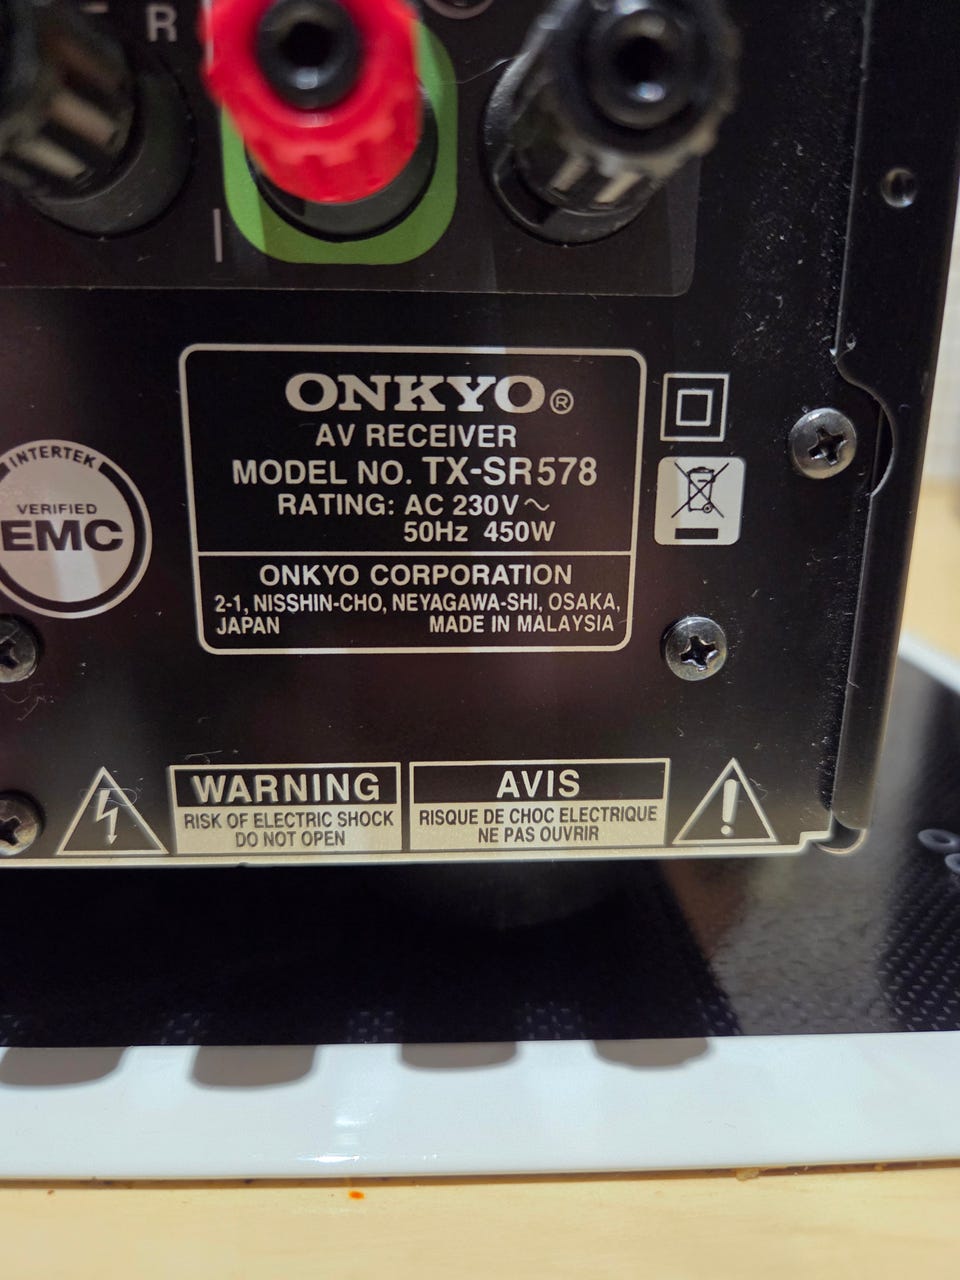 R
ONKYO®
AV RECEIVER
MODEL NO. TX-SR578
RATING: AC 230V ~
50Hz 450W
ONKYO CORPORATION
2-1, NISSHIN-CHO, NEYAGAWA-SHI, OSAKA,
JAPAN MADE IN MALAYSIA
INTERTEK
VERIFIED
EMC
WARNING
RISK OF ELECTRIC SHOCK
DO NOT OPEN
AVIS
RISQUE DE CHOC ELECTRIQUE
NE PAS OUVRIR